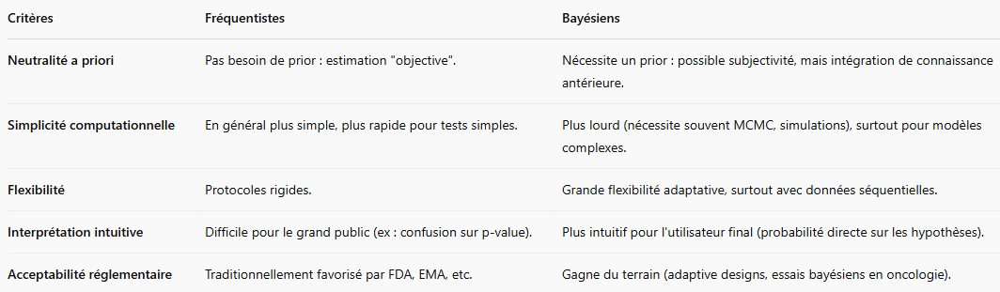 Critères Fréquentistes Bayésiens
Neutralité a priori Pas besoin de prior : estimation "objective". Nécessite un prior : possible subjectivité, mais intégration de connaissance
antérieure.
Simplicité computationnelle En général plus simple, plus rapide pour tests simples. Plus lourd (nécessite souvent MCMC, simulations), surtout pour modèles
complexes.
Flexibilité Protocoles rigides. Grande flexibilité adaptative, surtout avec données séquentielles.
Interprétation intuitive Difficile pour le grand public (ex : confusion sur p-value). Plus intuitif pour l'utilisateur final (probabilité directe sur les hypothèses).
Acceptabilité réglementaire Traditionnellement favorisé par FDA, EMA, etc. Gagne du terrain (adaptive designs, essais bayésiens en oncologie).